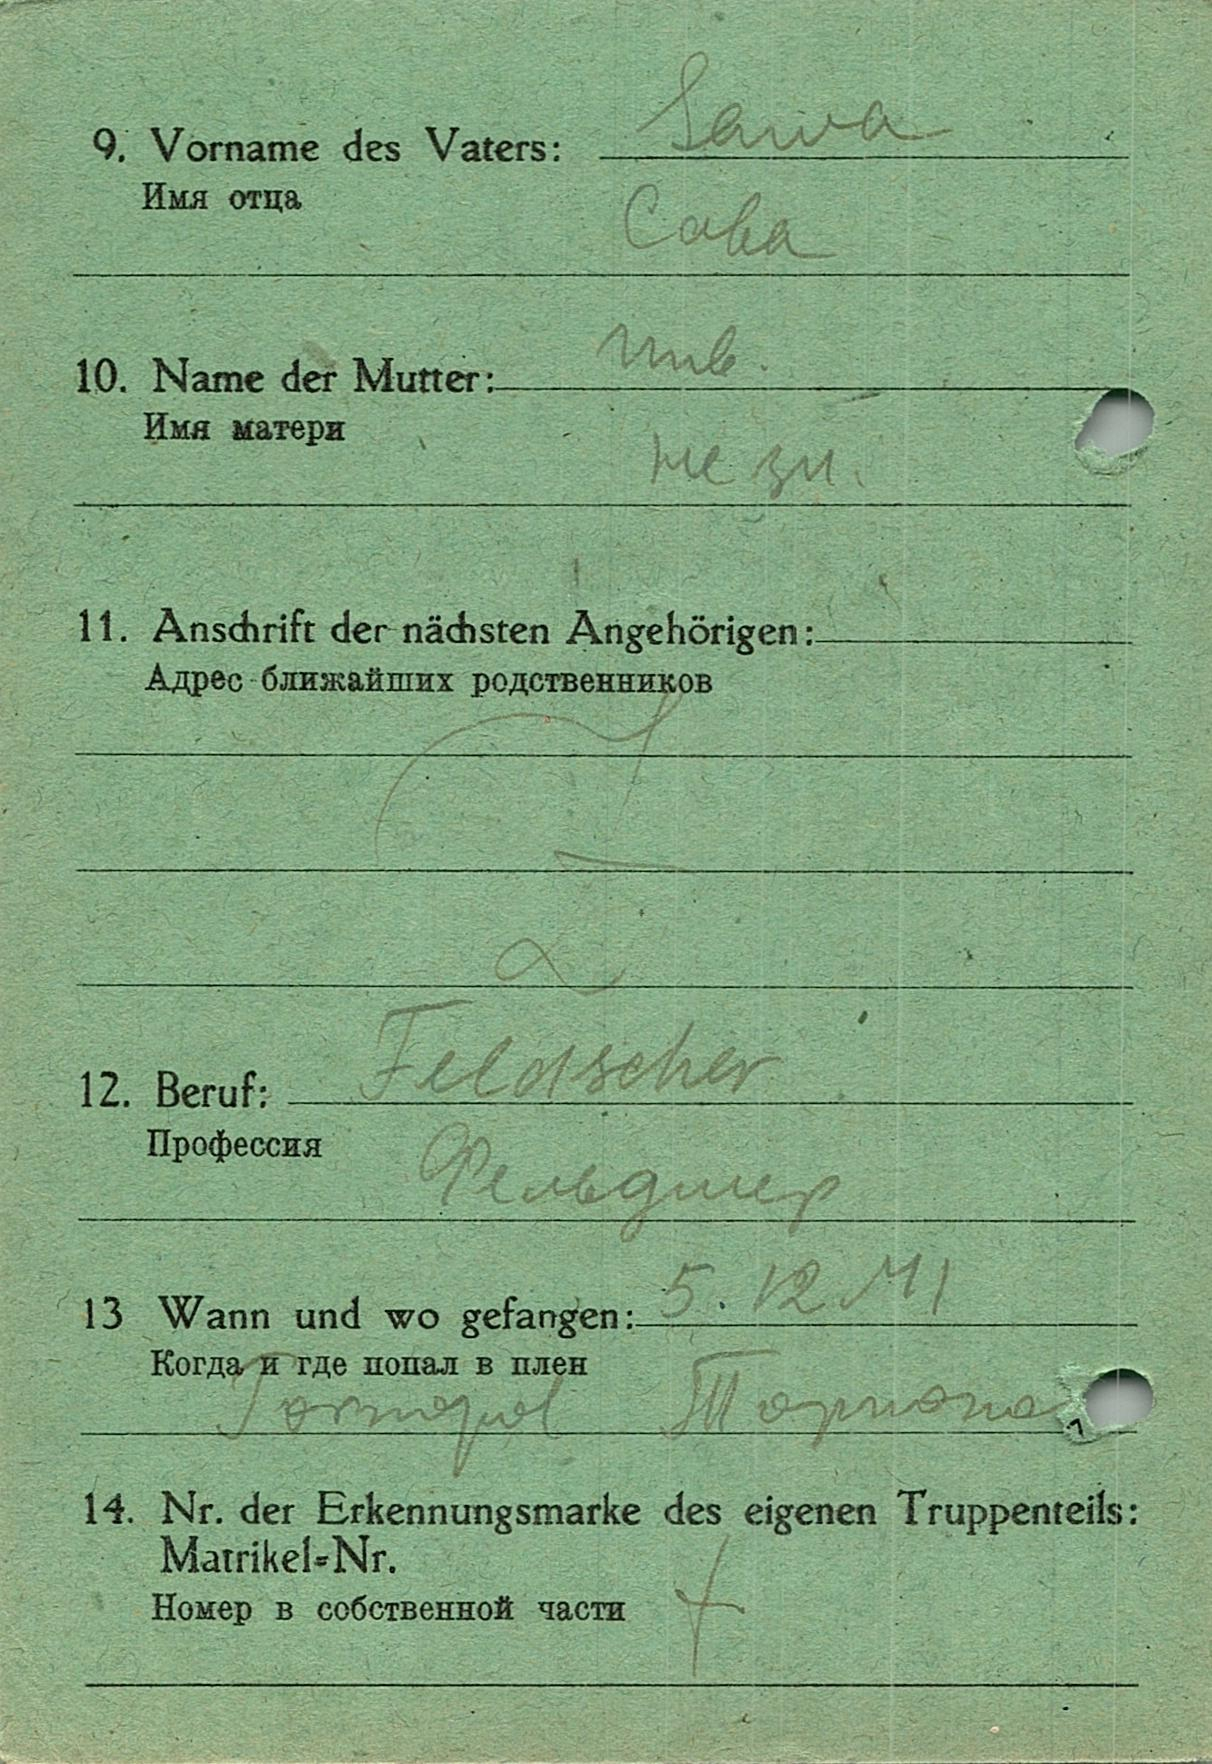 9. Vorname des Vaters: Sawa
Имя отца
Сава
10. Name der Mutter: unb.
Имя матери
не зн.
11. Anschrift der nächsten Angehörigen:
Адрес ближайших родственников
12. Beruf: Feldscher
Профессия
Фельдшер
13 Wann und wo gefangen: 5.12.41
Когда и где попал в плен
14. Nr. der Erkennungsmarke des eigenen Truppenteils:
Matrikel-Nr.
Номер в собственной части